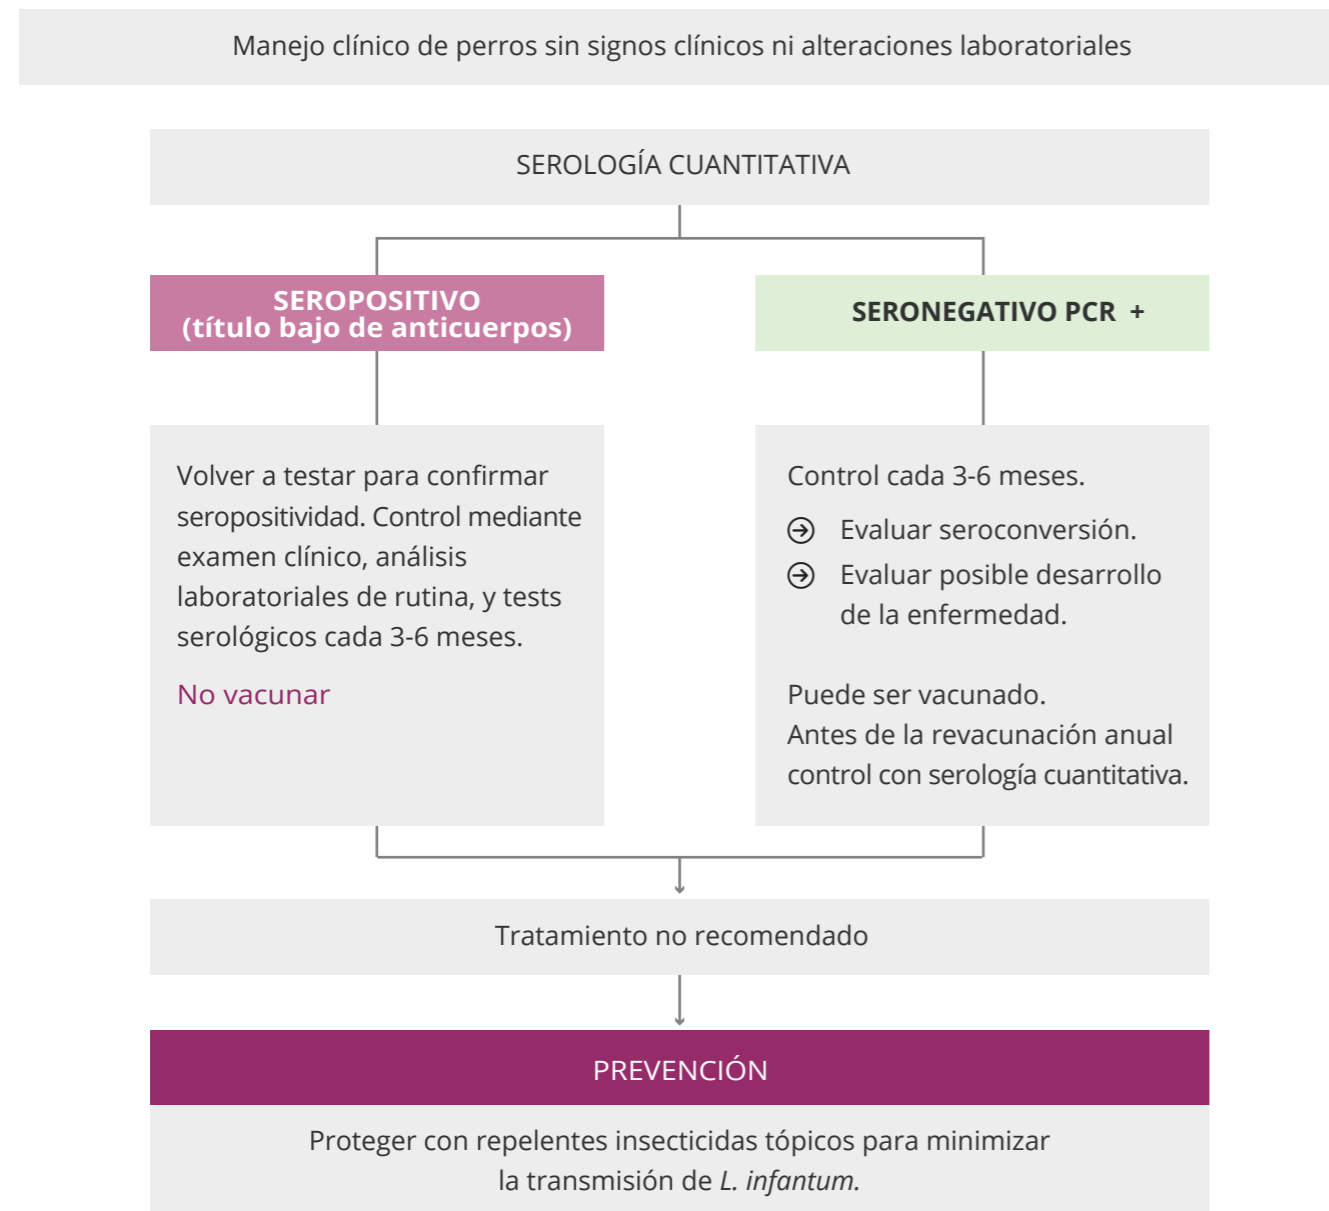 Manejo clínico de perros sin signos clínicos ni alteraciones laboratoriales
SEROLOGÍA CUANTITATIVA
SEROPOSITIVO
(título bajo de anticuerpos)
SERONEGATIVO PCR +
Volver a testar para confirmar
seropositividad. Control mediante
examen clínico, análisis
laboratoriales de rutina, y tests
serológicos cada 3-6 meses.
No vacunar
Control cada 3-6 meses.
Evaluar seroconversión.
Evaluar posible desarrollo
de la enfermedad.
Puede ser vacunado.
Antes de la revacunación anual
control con serología cuantitativa.
Tratamiento no recomendado
PREVENCIÓN
Proteger con repelentes insecticidas tópicos para minimizar
la transmisión de L. infantum.